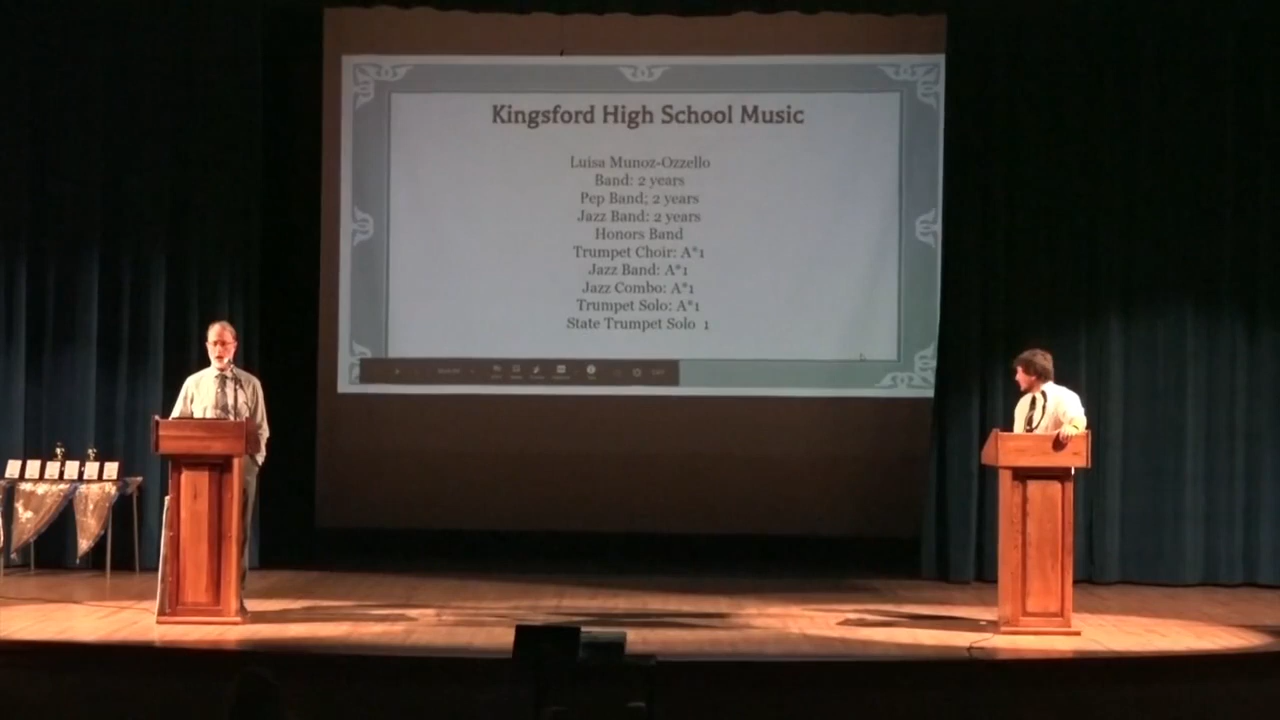 Kingsford High School Music
Luisa Munoz-Ozzello
Band: 2 years
Pep Band; 2 years
Jazz Band: 2 years
Honors Band
Trumpet Choir: A*1
Jazz Band: A*1
Jazz Combo: A*1
Trumpet Solo: A*1
State Trumpet Solo 1